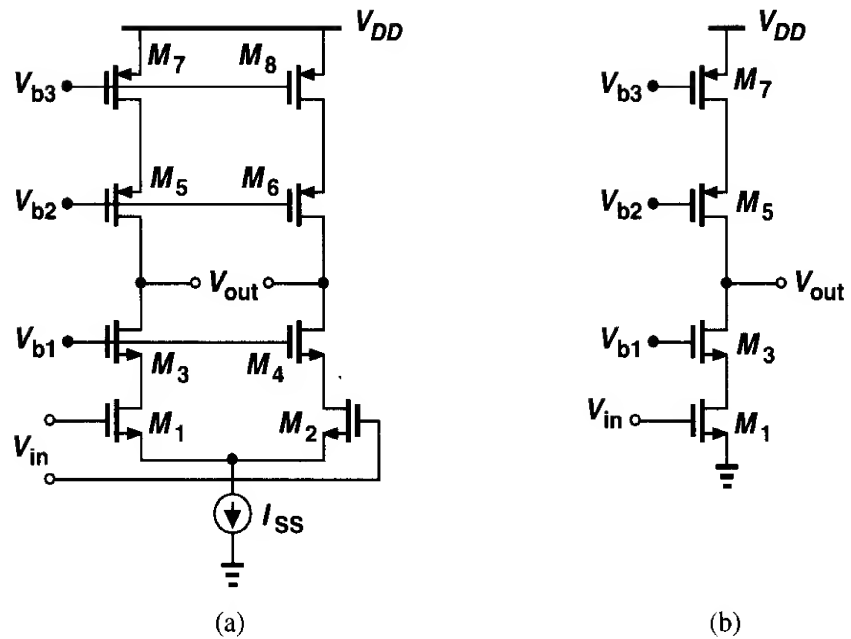 V_DD
M_7
M_8
V_b3
M_5
M_6
V_b2
V_out
V_b1
M_3
M_4
M_1
M_2
V_in
I_SS
(a)
V_DD
V_b3
M_7
V_b2
M_5
V_out
V_b1
M_3
V_in
M_1
(b)